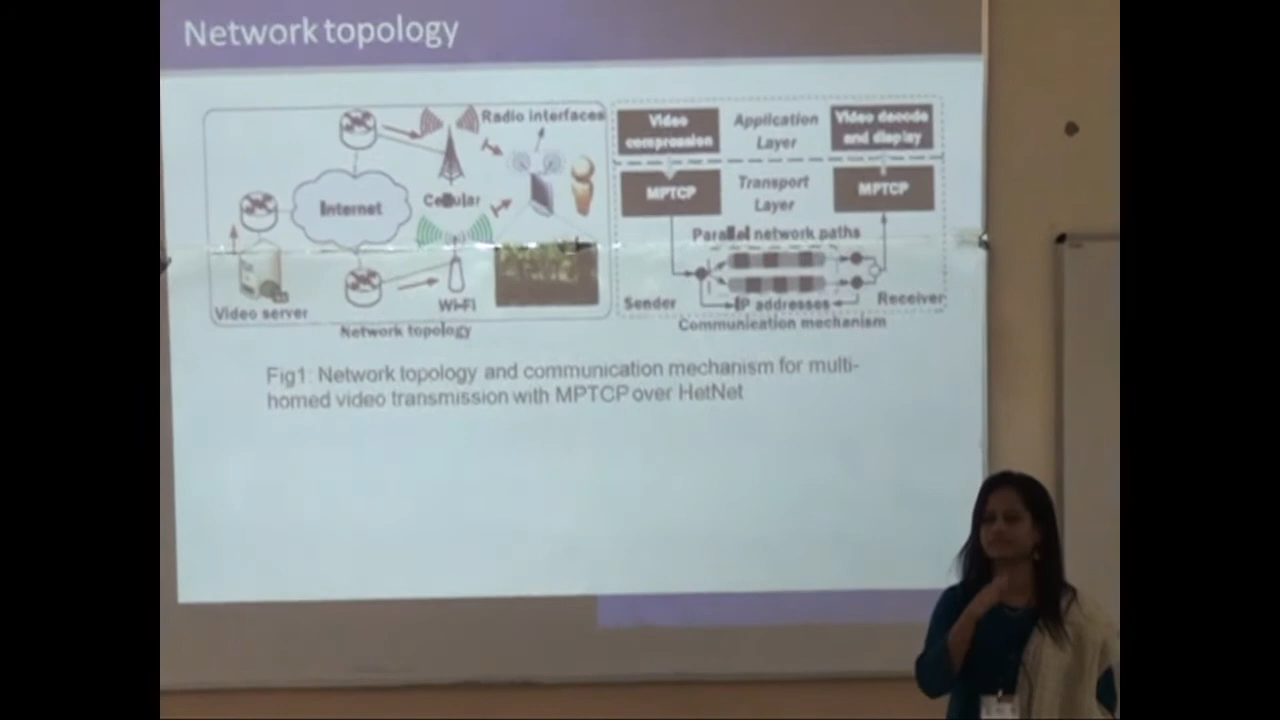 Network topology
Radio interfaces
Cellular
Internet
Wi-Fi
Video server
Network topology
Video
compression
Application
Layer
Video decode
and display
MPTCP
Transport
Layer
MPTCP
Parallel network paths
Sender
IP addresses
Receiver
Communication mechanism
Fig1: Network topology and communication mechanism for multi-
homed video transmission with MPTCP over HetNet